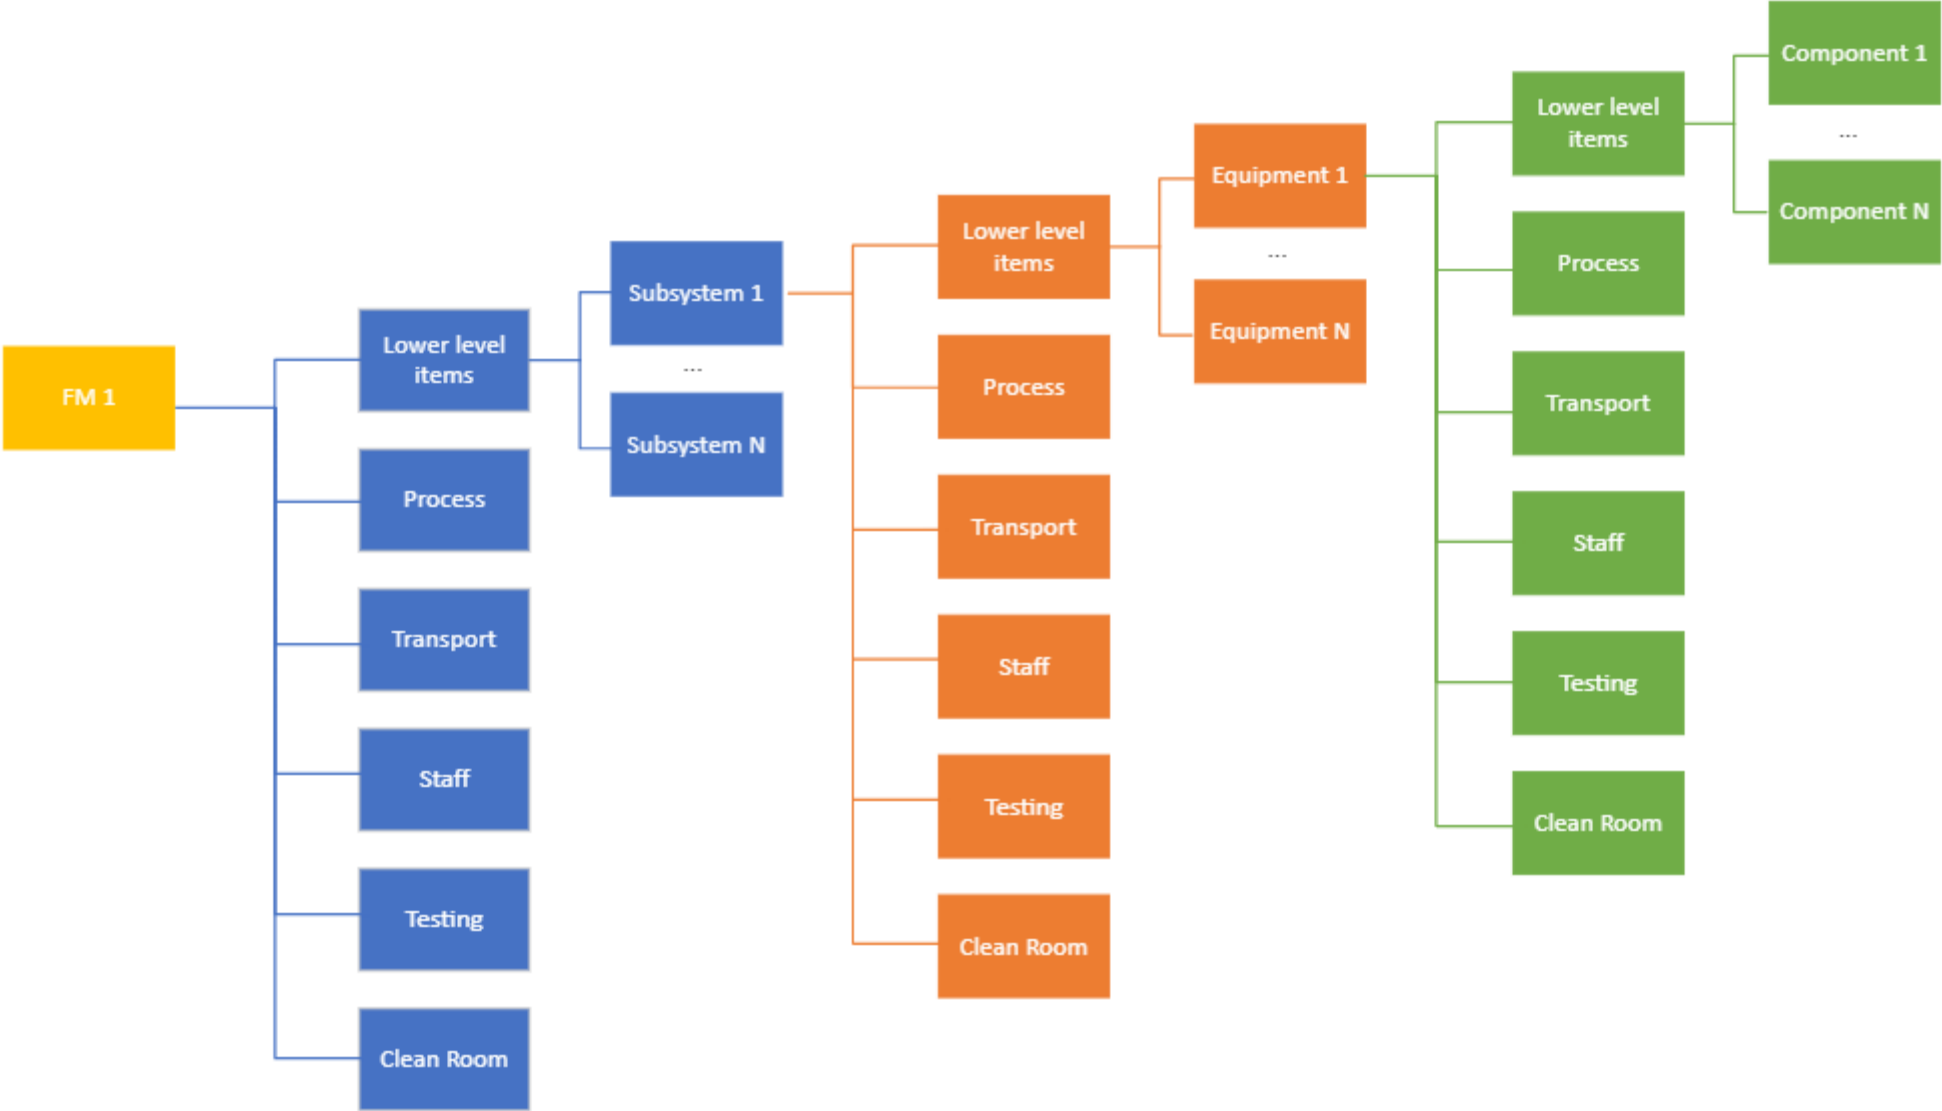 FM 1
Lower level
items
Process
Transport
Staff
Testing
Clean Room
Subsystem 1
...
Subsystem N
Lower level
items
Process
Transport
Staff
Testing
Clean Room
Equipment 1
...
Equipment N
Lower level
items
Process
Transport
Staff
Testing
Clean Room
Component 1
...
Component N